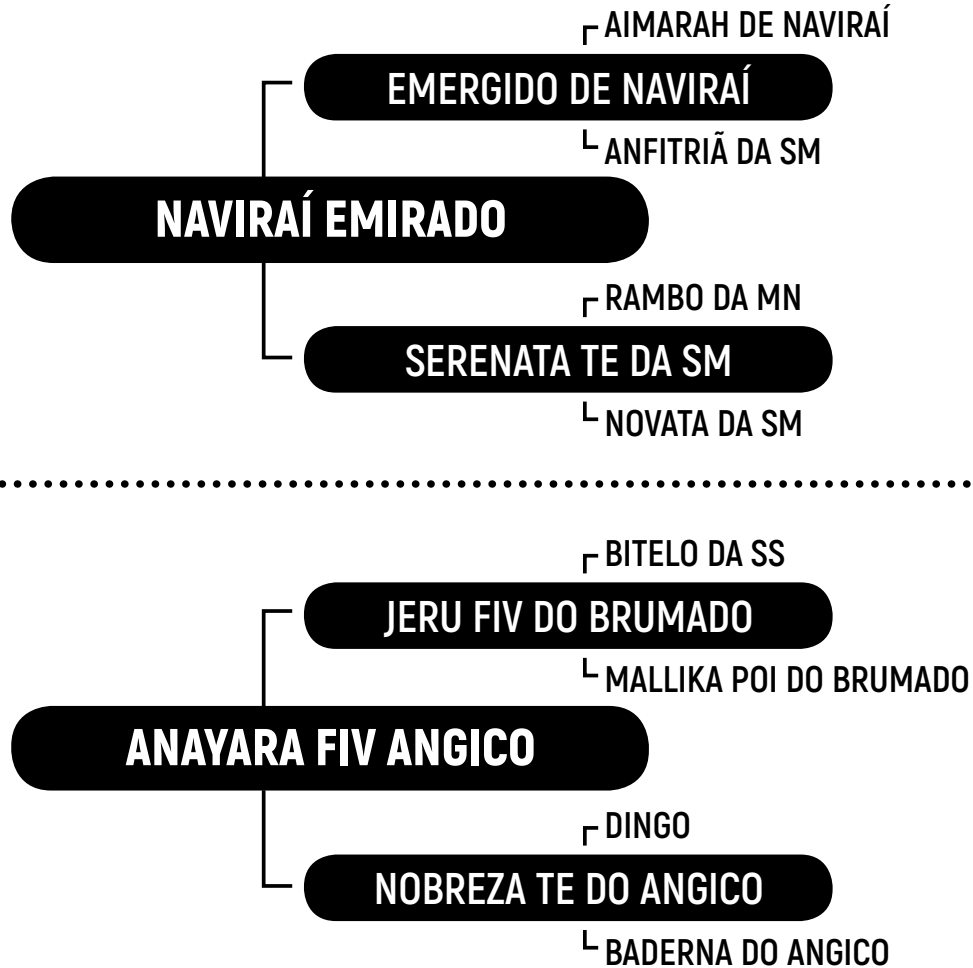 AIMARAH DE NAVIRAÍ
EMERGIDO DE NAVIRAÍ
ANFITRIÃ DA SM
NAVIRAÍ EMIRADO
RAMBO DA MN
SERENATA TE DA SM
NOVATA DA SM
BITELO DA SS
JERU FIV DO BRUMADO
MALLIKA POI DO BRUMADO
ANAYARA FIV ANGICO
DINGO
NOBREZA TE DO ANGICO
BADERNA DO ANGICO